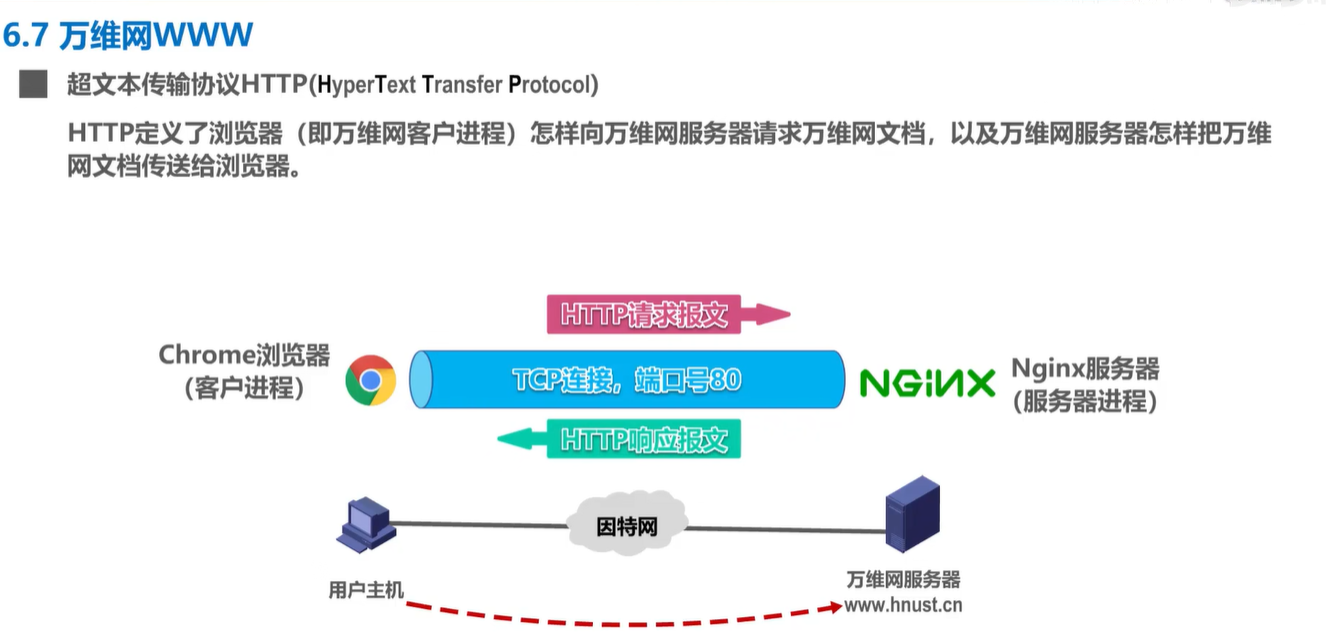 6.7 万维网WWW
超文本传输协议HTTP(HyperText Transfer Protocol)
HTTP定义了浏览器（即万维网客户进程）怎样向万维网服务器请求万维网文档，以及万维网服务器怎样把万维
网文档传送给浏览器。
HTTP请求报文
Chrome浏览器
（客户进程）
TCP连接，端口号80
NGINX
Nginx服务器
（服务器进程）
HTTP响应报文
因特网
用户主机
万维网服务器
www.hnust.cn